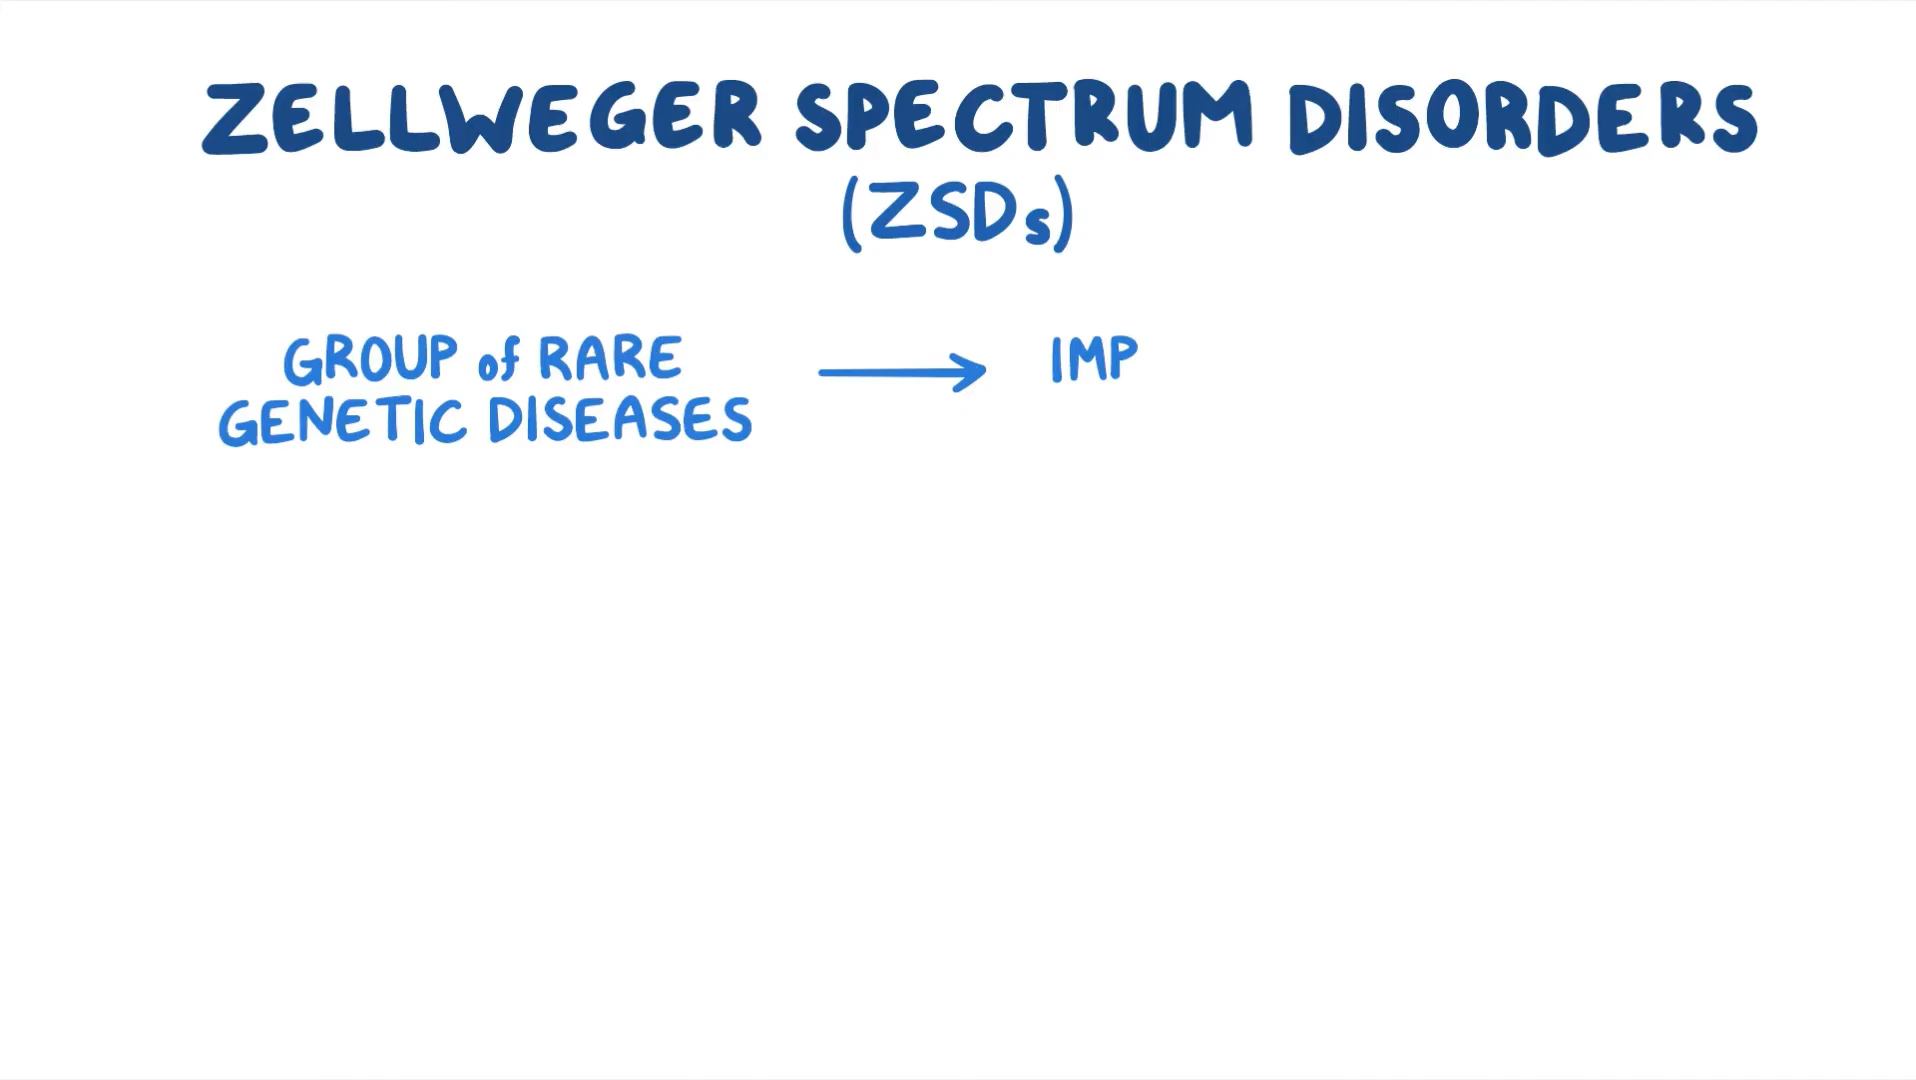 ZELLWEGER SPECTRUM DISORDERS
(ZSDs)
GROUP of RARE
GENETIC DISEASES
IMP